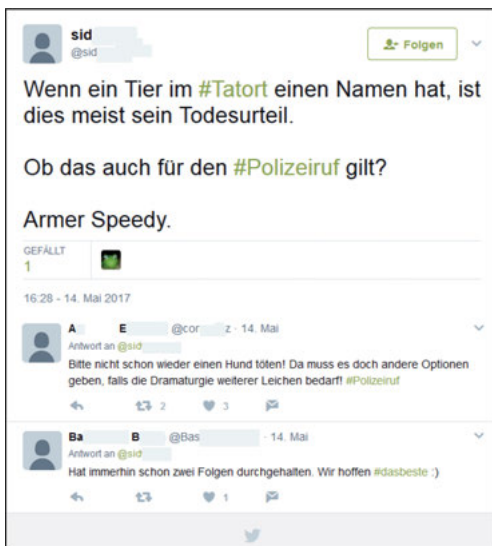 sid
@sid
Folgen
Wenn ein Tier im #Tatort einen Namen hat, ist
dies meist sein Todesurteil.
Ob das auch für den #Polizeiruf gilt?
Armer Speedy.
GEFÄLLT
1
16:28 - 14. Mai 2017
A E @cor z · 14. Mai
Antwort an @sid
Bitte nicht schon wieder einen Hund töten! Da muss es doch andere Optionen
geben, falls die Dramaturgie weiterer Leichen bedarf! #Polizeiruf
2 3
Ba B @Bas · 14. Mai
Antwort an @sid
Hat immerhin schon zwei Folgen durchgehalten. Wir hoffen #dasbeste :)
1